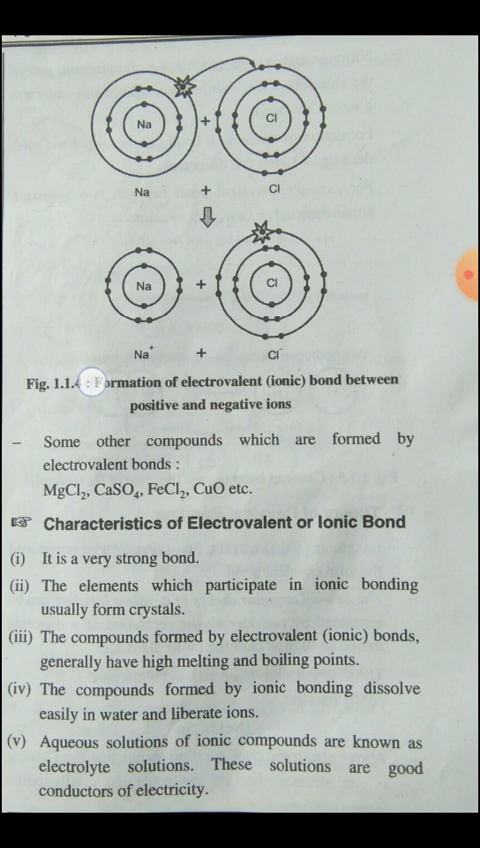 Na + Cl
Na + Cl
Na + Cl
Na⁺ + Cl⁻
Fig. 1.1.4 : Formation of electrovalent (ionic) bond between
positive and negative ions
– Some other compounds which are formed by
electrovalent bonds :
MgCl₂, CaSO₄, FeCl₂, CuO etc.
☞ Characteristics of Electrovalent or Ionic Bond
(i) It is a very strong bond.
(ii) The elements which participate in ionic bonding
usually form crystals.
(iii) The compounds formed by electrovalent (ionic) bonds,
generally have high melting and boiling points.
(iv) The compounds formed by ionic bonding dissolve
easily in water and liberate ions.
(v) Aqueous solutions of ionic compounds are known as
electrolyte solutions. These solutions are good
conductors of electricity.